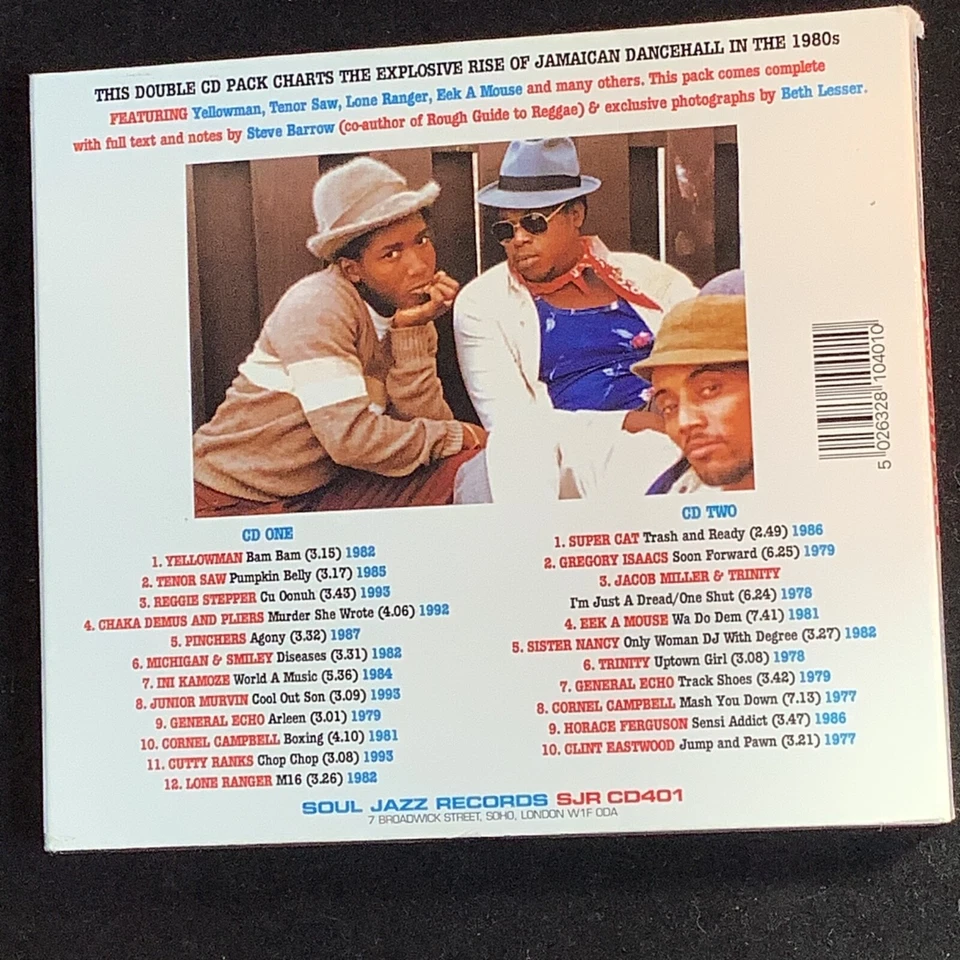 THIS DOUBLE CD PACK CHARTS THE EXPLOSIVE RISE OF JAMAICAN DANCEHALL IN THE 1980s
FEATURING Yellowman, Tenor Saw, Lone Ranger, Eek A Mouse and many others. This pack comes complete
with full text and notes by Steve Barrow (co-author of Rough Guide to Reggae) & exclusive photographs by Beth Lesser.
5 026328 104010
CD ONE
1. YELLOWMAN Bam Bam (3.15) 1982
2. TENOR SAW Pumpkin Belly (3.17) 1985
3. REGGIE STEPPER Cu Oonuh (3.43) 1993
4. CHAKA DEMUS AND PLIERS Murder She Wrote (4.06) 1992
5. PINCHERS Agony (3.32) 1987
6. MICHIGAN & SMILEY Diseases (3.31) 1982
7. INI KAMOZE World A Music (5.36) 1984
8. JUNIOR MURVIN Cool Out Son (3.09) 1993
9. GENERAL ECHO Arleen (3.01) 1979
10. CORNEL CAMPBELL Boxing (4.10) 1981
11. CUTTY RANKS Chop Chop (3.08) 1993
12. LONE RANGER M16 (3.26) 1982
CD TWO
1. SUPER CAT Trash and Ready (2.49) 1986
2. GREGORY ISAACS Soon Forward (6.25) 1979
3. JACOB MILLER & TRINITY
I'm Just A Dread/One Shut (6.24) 1978
4. EEK A MOUSE Wa Do Dem (7.41) 1981
5. SISTER NANCY Only Woman DJ With Degree (3.27) 1982
6. TRINITY Uptown Girl (3.08) 1978
7. GENERAL ECHO Track Shoes (3.42) 1979
8. CORNEL CAMPBELL Mash You Down (7.13) 1977
9. HORACE FERGUSON Sensi Addict (3.47) 1986
10. CLINT EASTWOOD Jump and Pawn (3.21) 1977
SOUL JAZZ RECORDS SJR CD401
7 BROADWICK STREET, SOHO, LONDON W1F 0DA